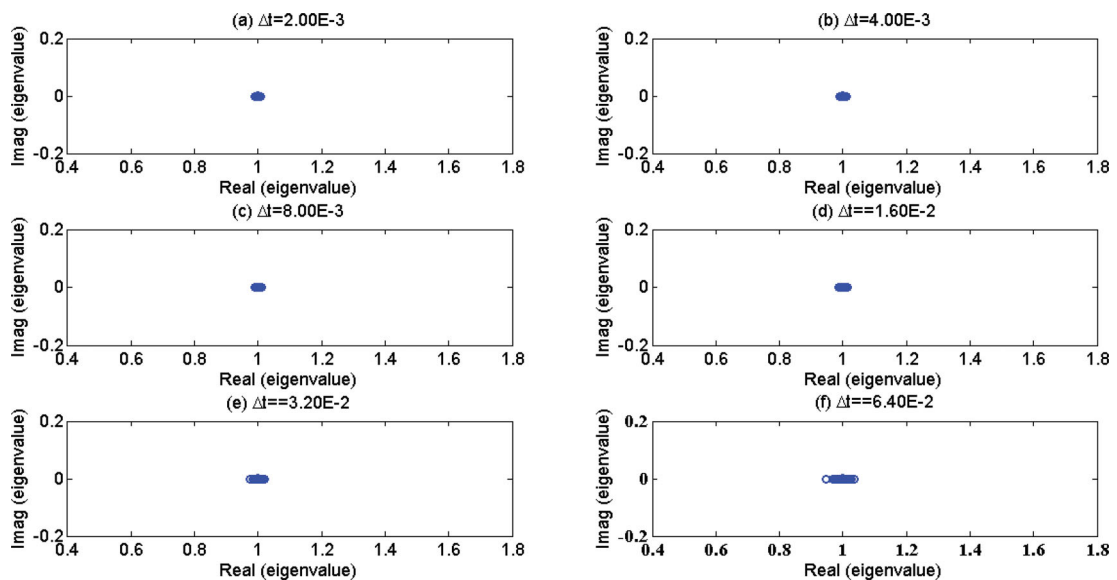 (a) Δt=2.00E-3
0.2
0
-0.2
Imag (eigenvalue)
0.4 0.6 0.8 1 1.2 1.4 1.6 1.8
Real (eigenvalue)
(b) Δt=4.00E-3
0.2
0
-0.2
Imag (eigenvalue)
0.4 0.6 0.8 1 1.2 1.4 1.6 1.8
Real (eigenvalue)
(c) Δt=8.00E-3
0.2
0
-0.2
Imag (eigenvalue)
0.4 0.6 0.8 1 1.2 1.4 1.6 1.8
Real (eigenvalue)
(d) Δt==1.60E-2
0.2
0
-0.2
Imag (eigenvalue)
0.4 0.6 0.8 1 1.2 1.4 1.6 1.8
Real (eigenvalue)
(e) Δt==3.20E-2
0.2
0
-0.2
Imag (eigenvalue)
0.4 0.6 0.8 1 1.2 1.4 1.6 1.8
Real (eigenvalue)
(f) Δt==6.40E-2
0.2
0
-0.2
Imag (eigenvalue)
0.4 0.6 0.8 1 1.2 1.4 1.6 1.8
Real (eigenvalue)